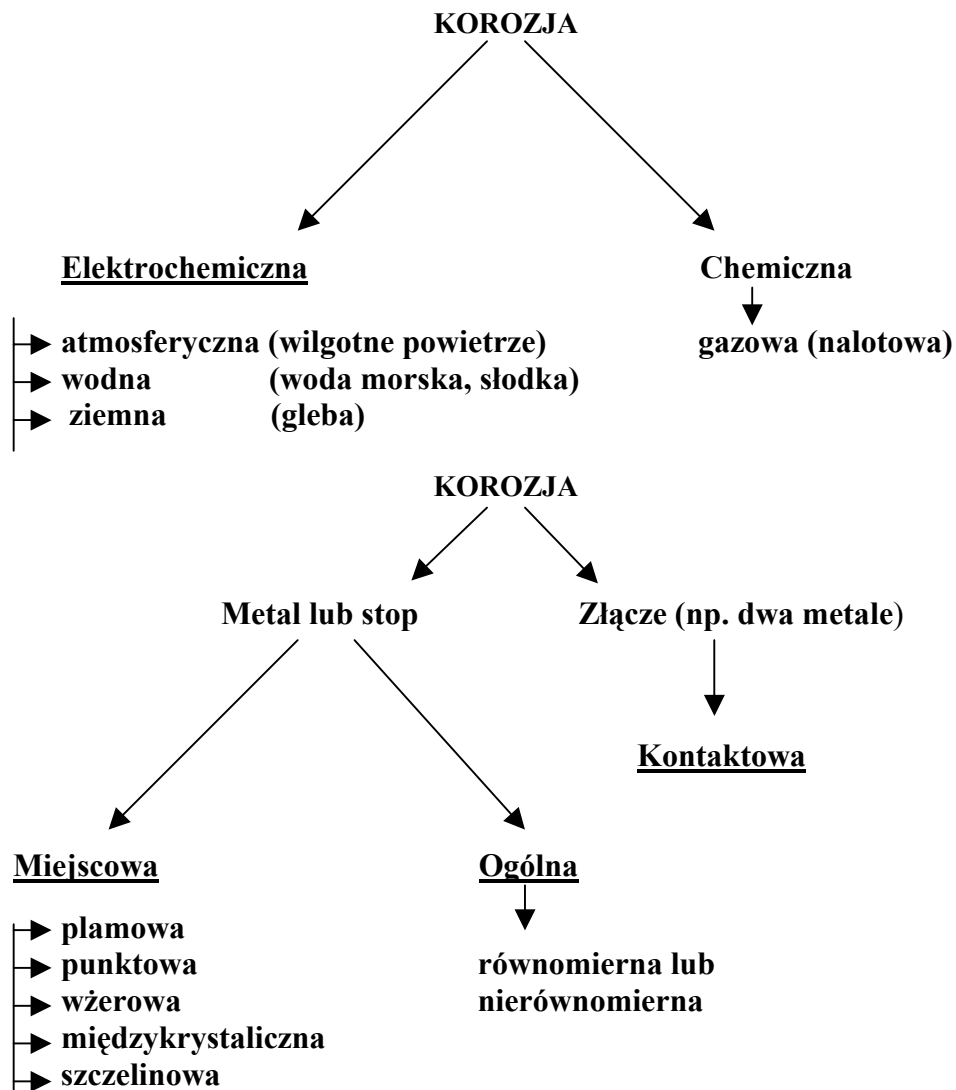 KOROZJA
Elektrochemiczna
Chemiczna
atmosferyczna (wilgotne powietrze)
gazowa (nalotowa)
wodna (woda morska, słodka)
ziemna (gleba)
KOROZJA
Metal lub stop
Złącze (np. dwa metale)
Kontaktowa
Miejscowa
Ogólna
plamowa
punktowa
wżerowa
międzykrystaliczna
szczelinowa
równomierna lub
nierównomierna